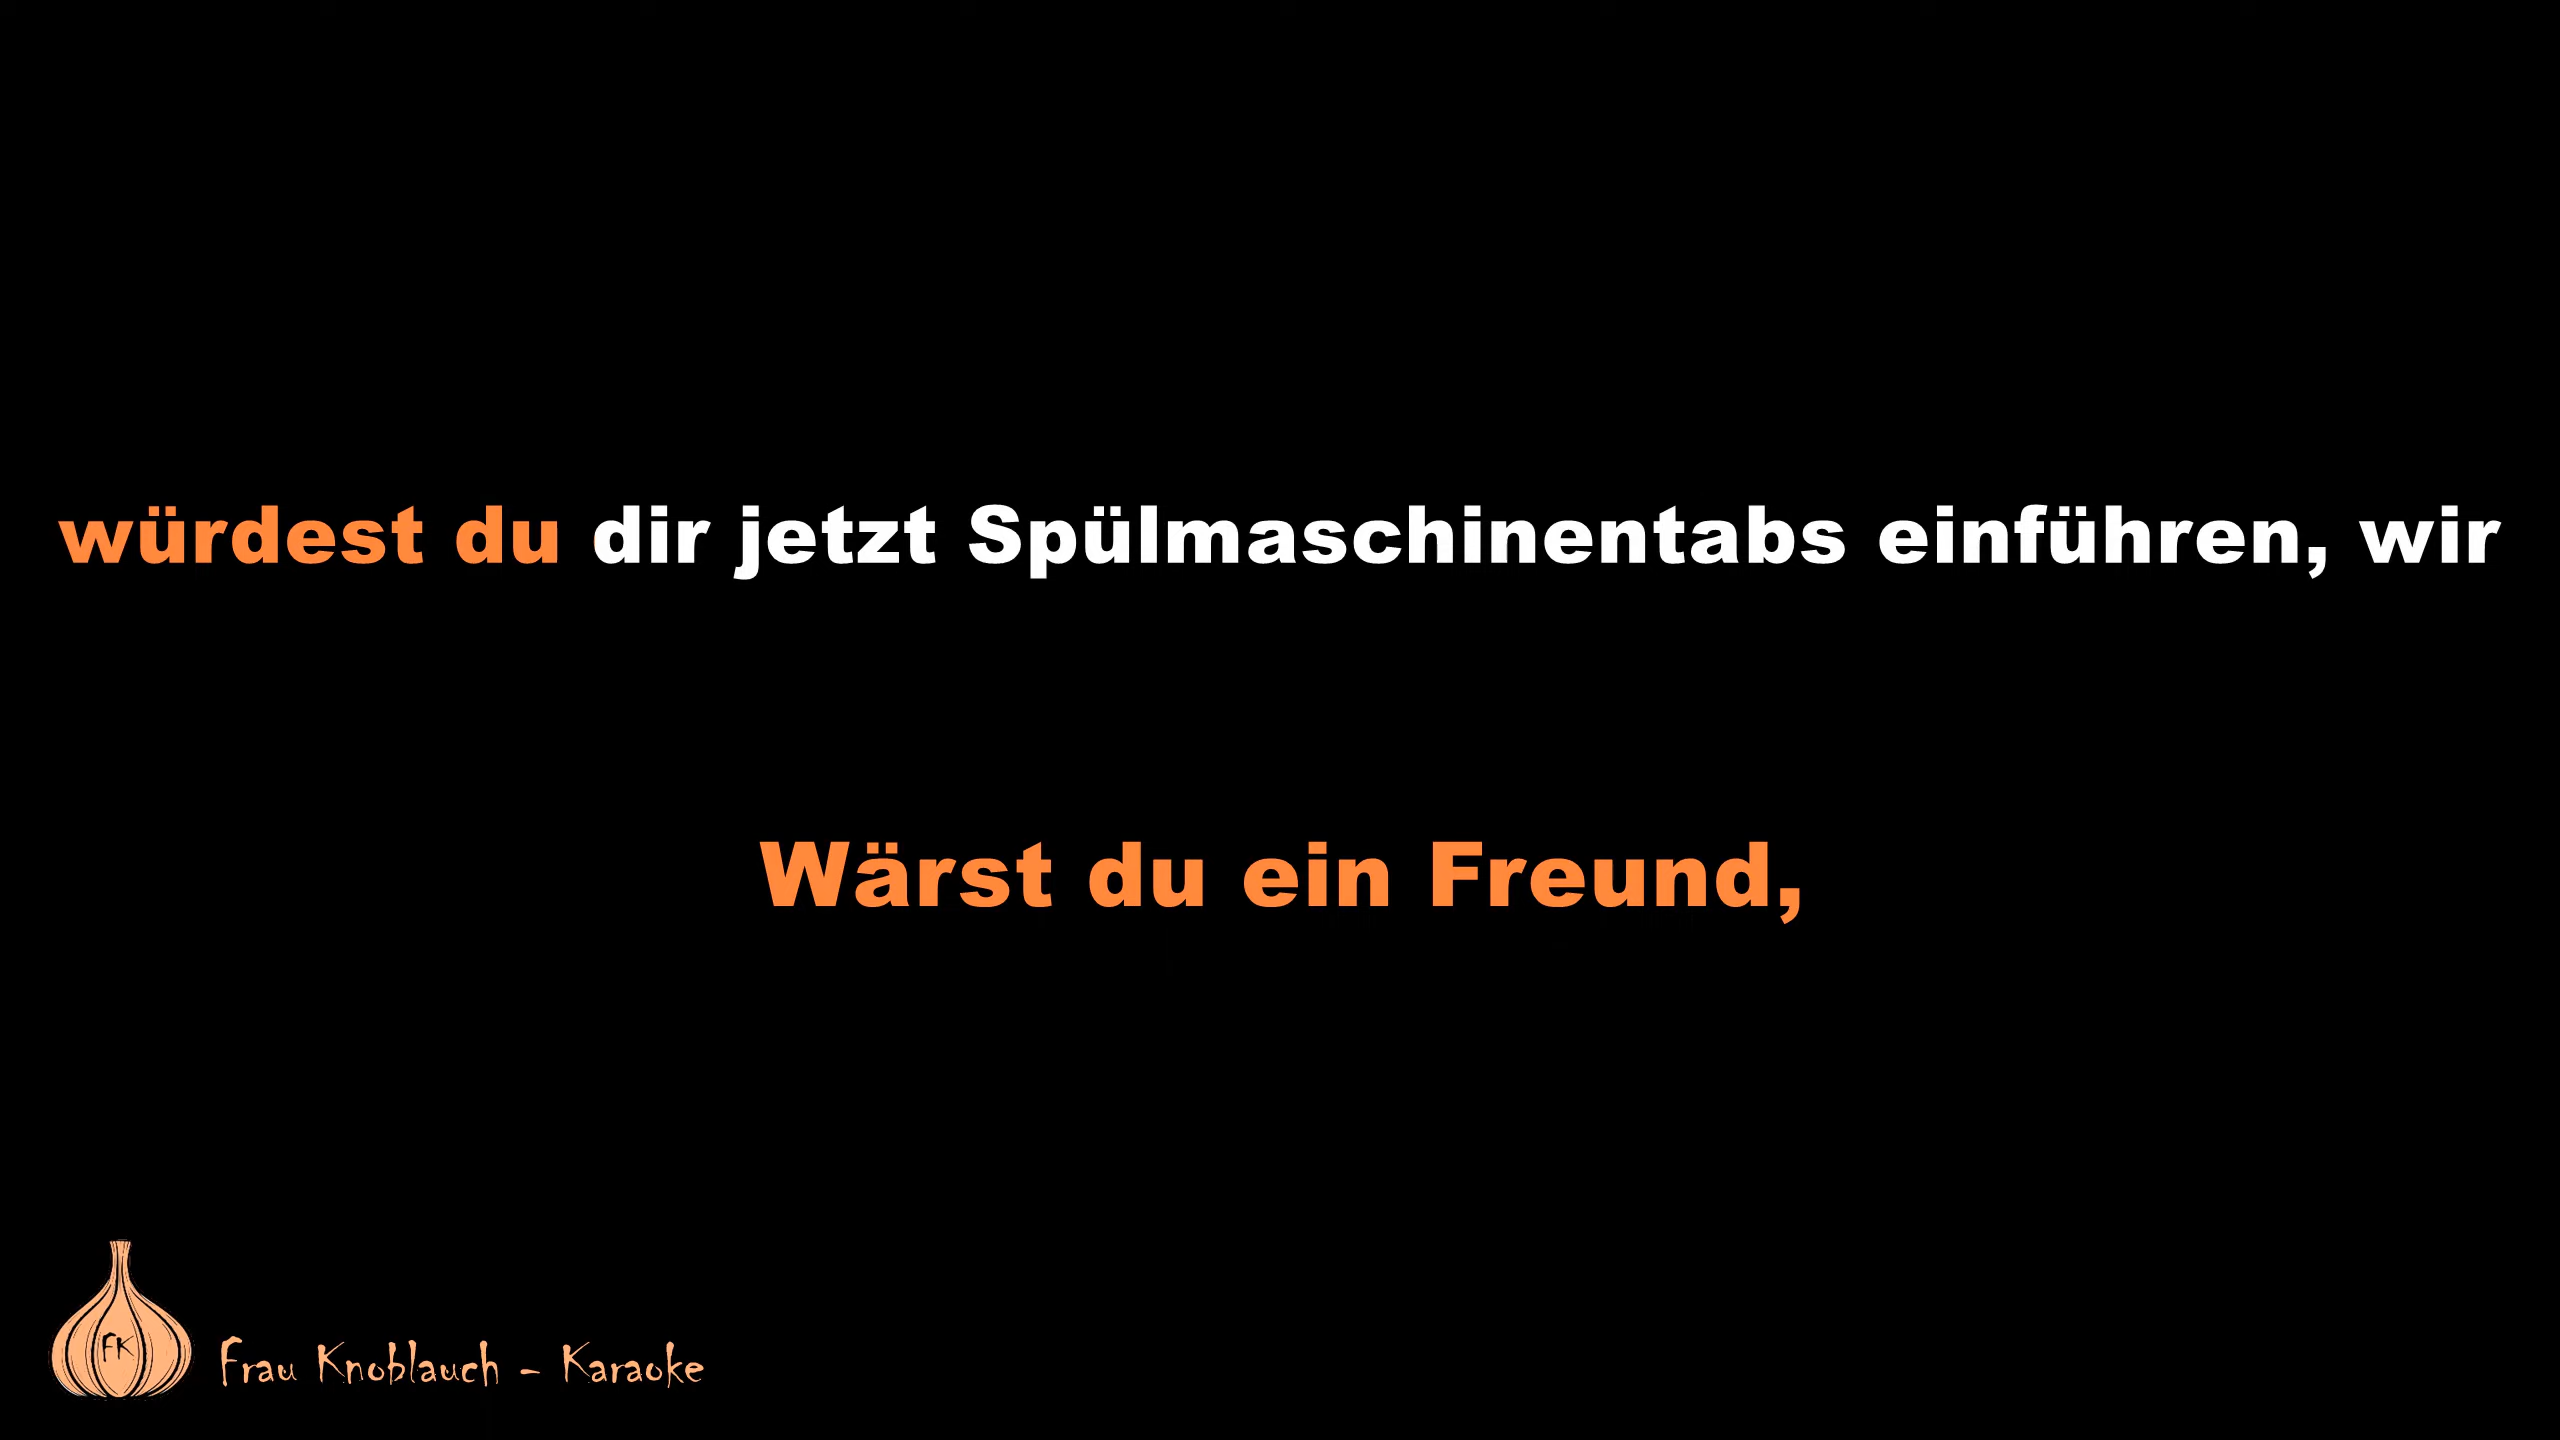 würdest du dir jetzt Spülmaschinentabs einführen, wir
Wärst du ein Freund,
FK
Frau Knoblauch - Karaoke